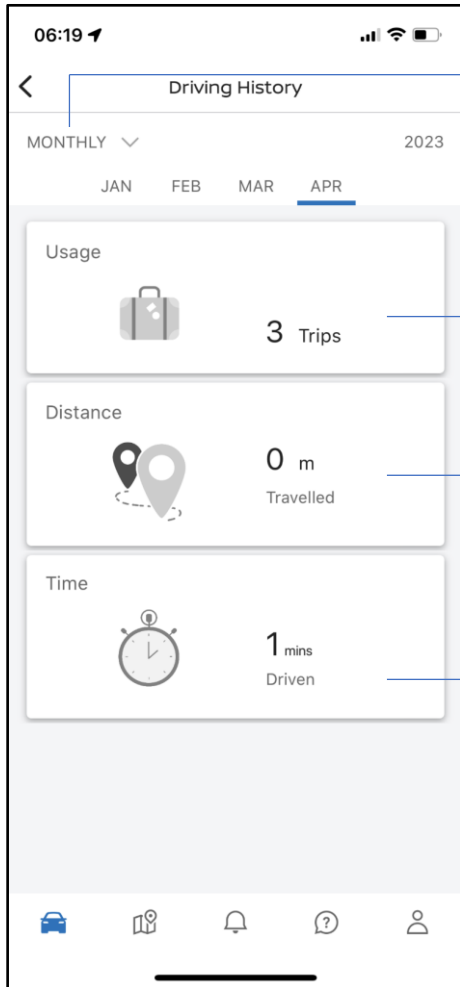 06:19
Driving History
MONTHLY 2023
JAN FEB MAR APR
Usage
3 Trips
Distance
0 m
Travelled
Time
1 mins
Driven